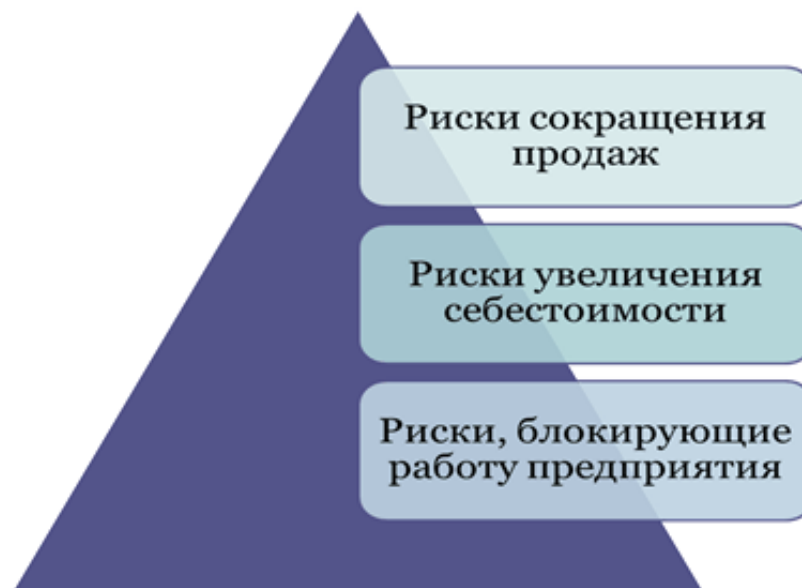 Риски сокращения
продаж
Риски увеличения
себестоимости
Риски, блокирующие
работу предприятия